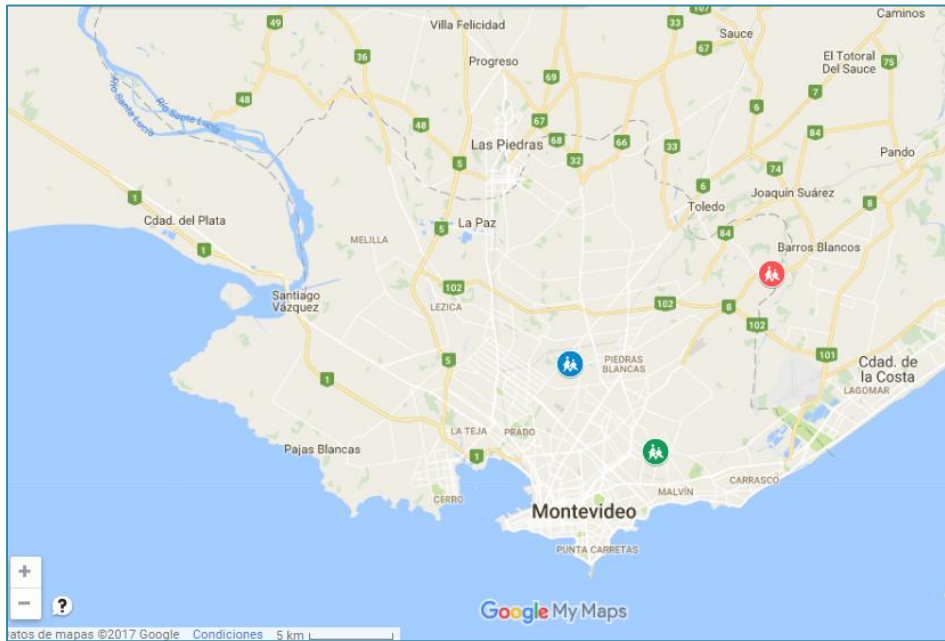 107
Caminos
49
Villa Felicidad
Sauce
36
67
Progreso
El Totoral
Del Sauce
75
69
7
Río Santa Lucía
Río Santa Lucía
48
48
67
6
84
Las Piedras
68
66
33
5
32
Pando
74
6
Joaquín Suárez
1
Toledo
8
Cdad. del Plata
La Paz
5
84
MELILLA
Barros Blancos
1
102
Santiago
Vázquez
LEZICA
102
8
102
101
5
PIEDRAS
BLANCAS
Cdad. de
la Costa
1
LAGOMAR
LA TEJA
PRADO
Pajas Blancas
1
CARRASCO
CERRO
MALVÍN
Montevideo
PUNTA CARRETAS
+
−
?
Google My Maps
atos de mapas ©2017 Google
Condiciones
5 km